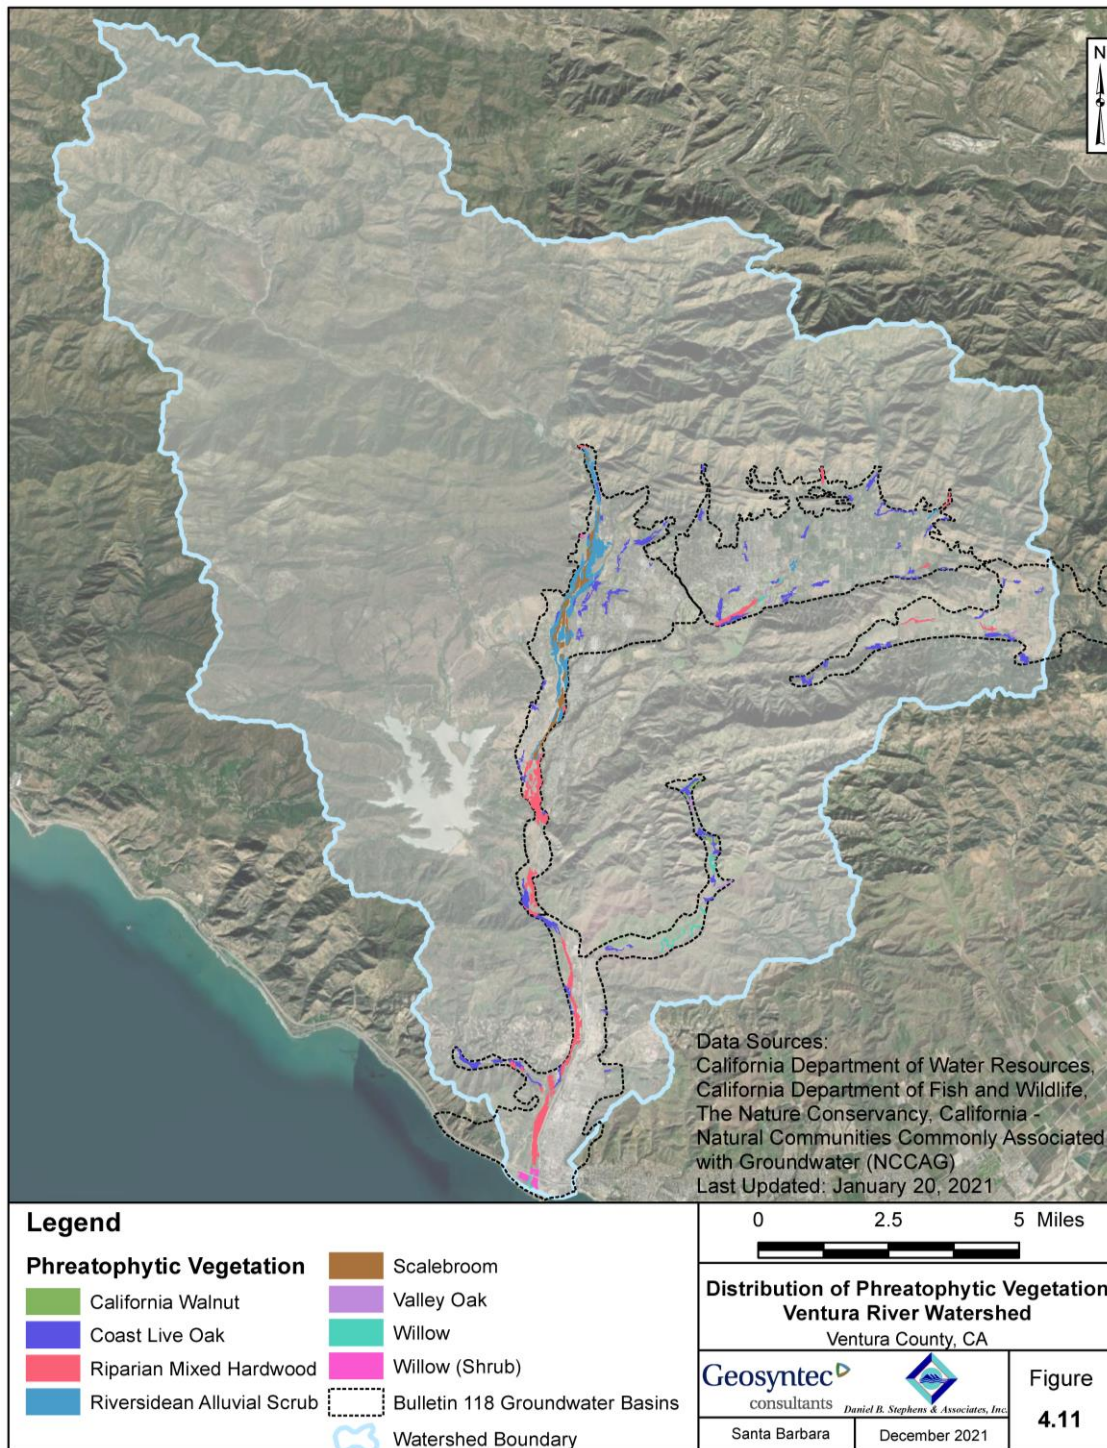 N
Data Sources:
California Department of Water Resources,
California Department of Fish and Wildlife,
The Nature Conservancy, California -
Natural Communities Commonly Associated
with Groundwater (NCCAG)
Last Updated: January 20, 2021
Legend
Phreatophytic Vegetation
California Walnut
Coast Live Oak
Riparian Mixed Hardwood
Riversidean Alluvial Scrub
Scalebroom
Valley Oak
Willow
Willow (Shrub)
Bulletin 118 Groundwater Basins
Watershed Boundary
0 2.5 5 Miles
Distribution of Phreatophytic Vegetation
Ventura River Watershed
Ventura County, CA
Geosyntec
consultants
Daniel B. Stephens & Associates, Inc.
Santa Barbara
December 2021
Figure
4.11